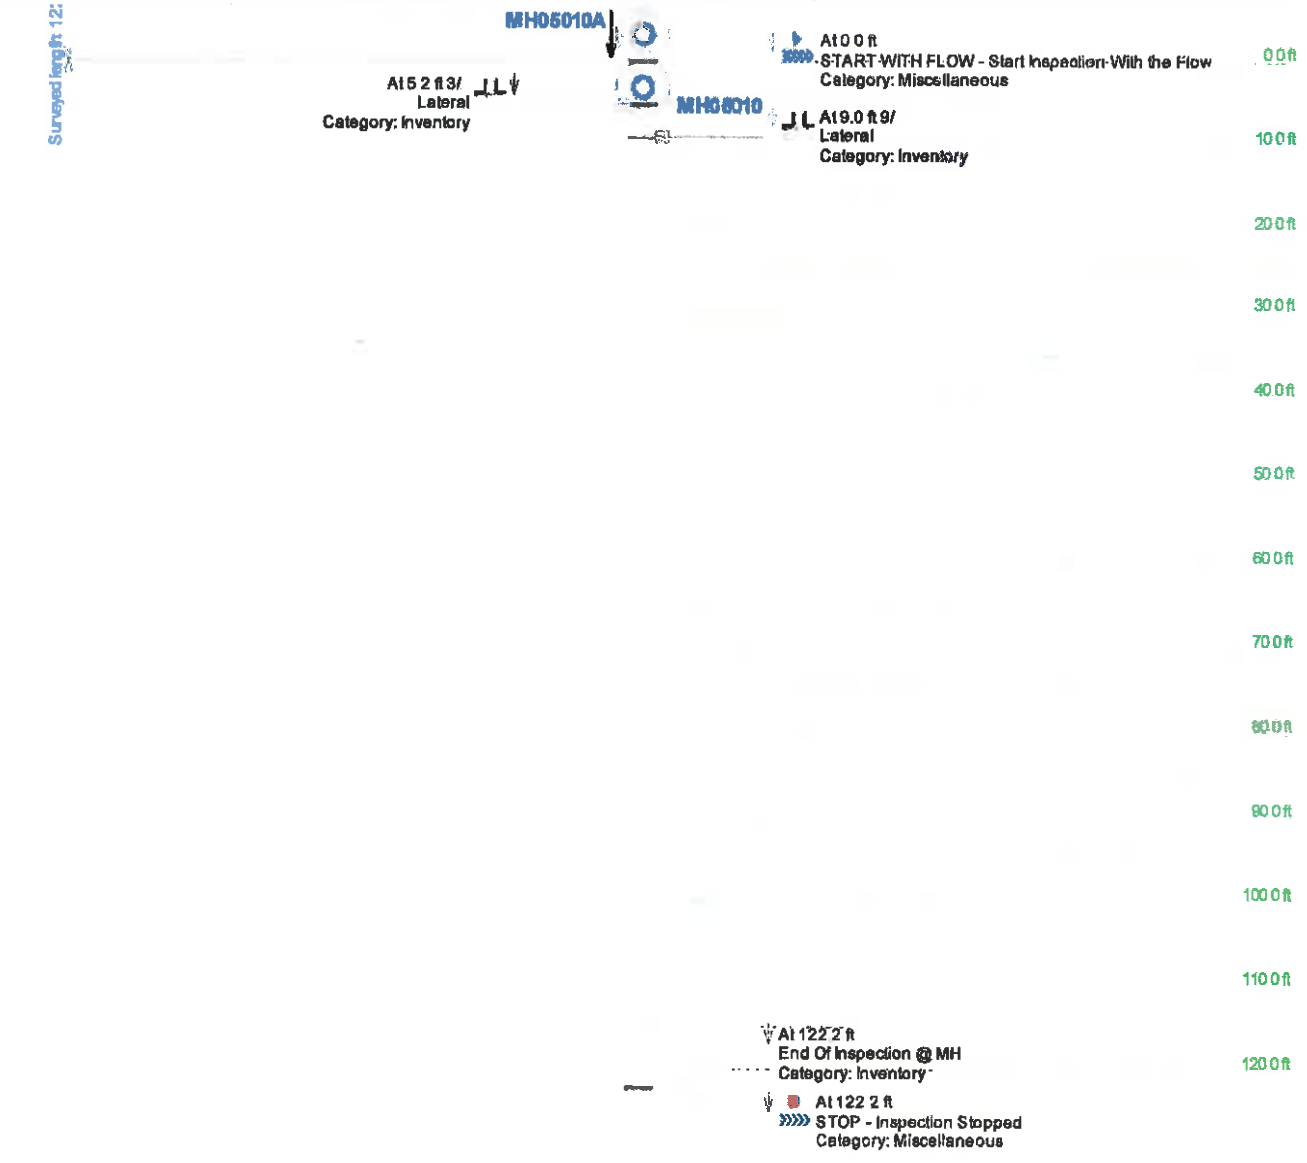 Surveyed length 12:
MH05010A
At 0 0 ft
START WITH FLOW - Start Inspection With the Flow
Category: Miscellaneous
0 0 ft
At 5 2 ft 3/
Lateral
Category: Inventory
MH05010
At 9.0 ft 9/
Lateral
Category: Inventory
10 0 ft
20 0 ft
30 0 ft
40 0 ft
50 0 ft
60 0 ft
70 0 ft
80 0 ft
90 0 ft
100 0 ft
110 0 ft
At 122 2 ft
End Of Inspection @ MH
Category: Inventory
120 0 ft
At 122 2 ft
STOP - Inspection Stopped
Category: Miscellaneous